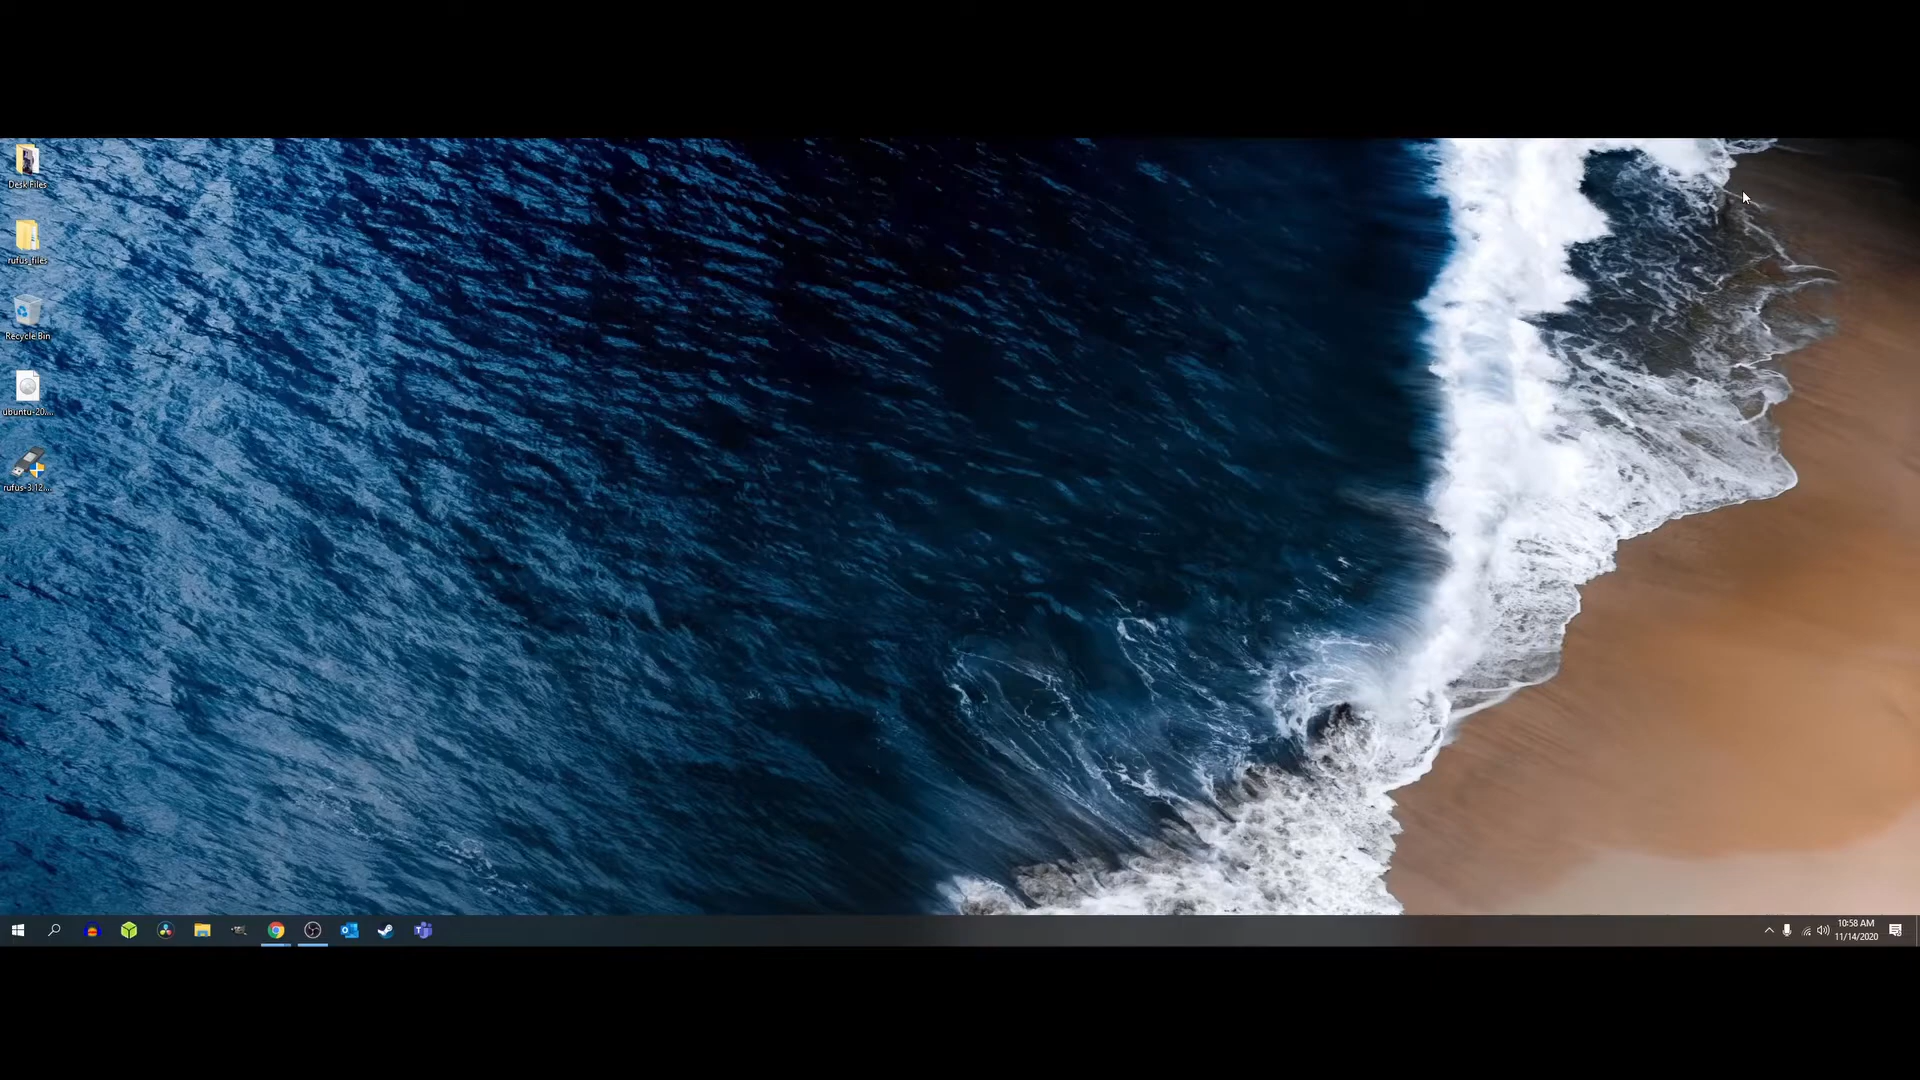 Desk Files
rufus_files
Recycle Bin
ubuntu-20....
rufus-3.12....
10:58 AM
11/14/2020